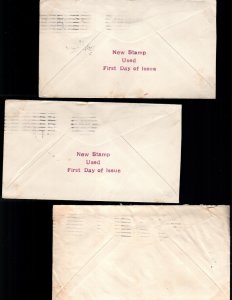 New Stamp
Used
First Day of Issue
New Stamp
Used
First Day of Issue